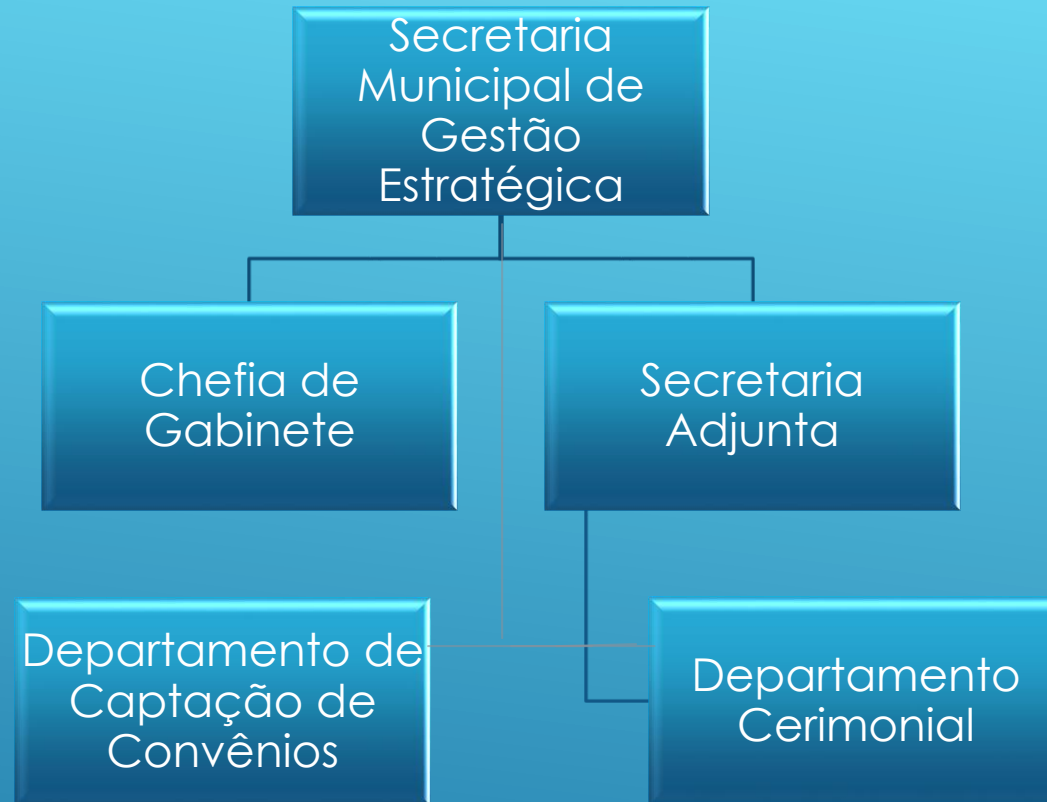 Secretaria
Municipal de
Gestão
Estratégica
Chefia de
Gabinete
Secretaria
Adjunta
Departamento de
Captação de
Convênios
Departamento
Cerimonial